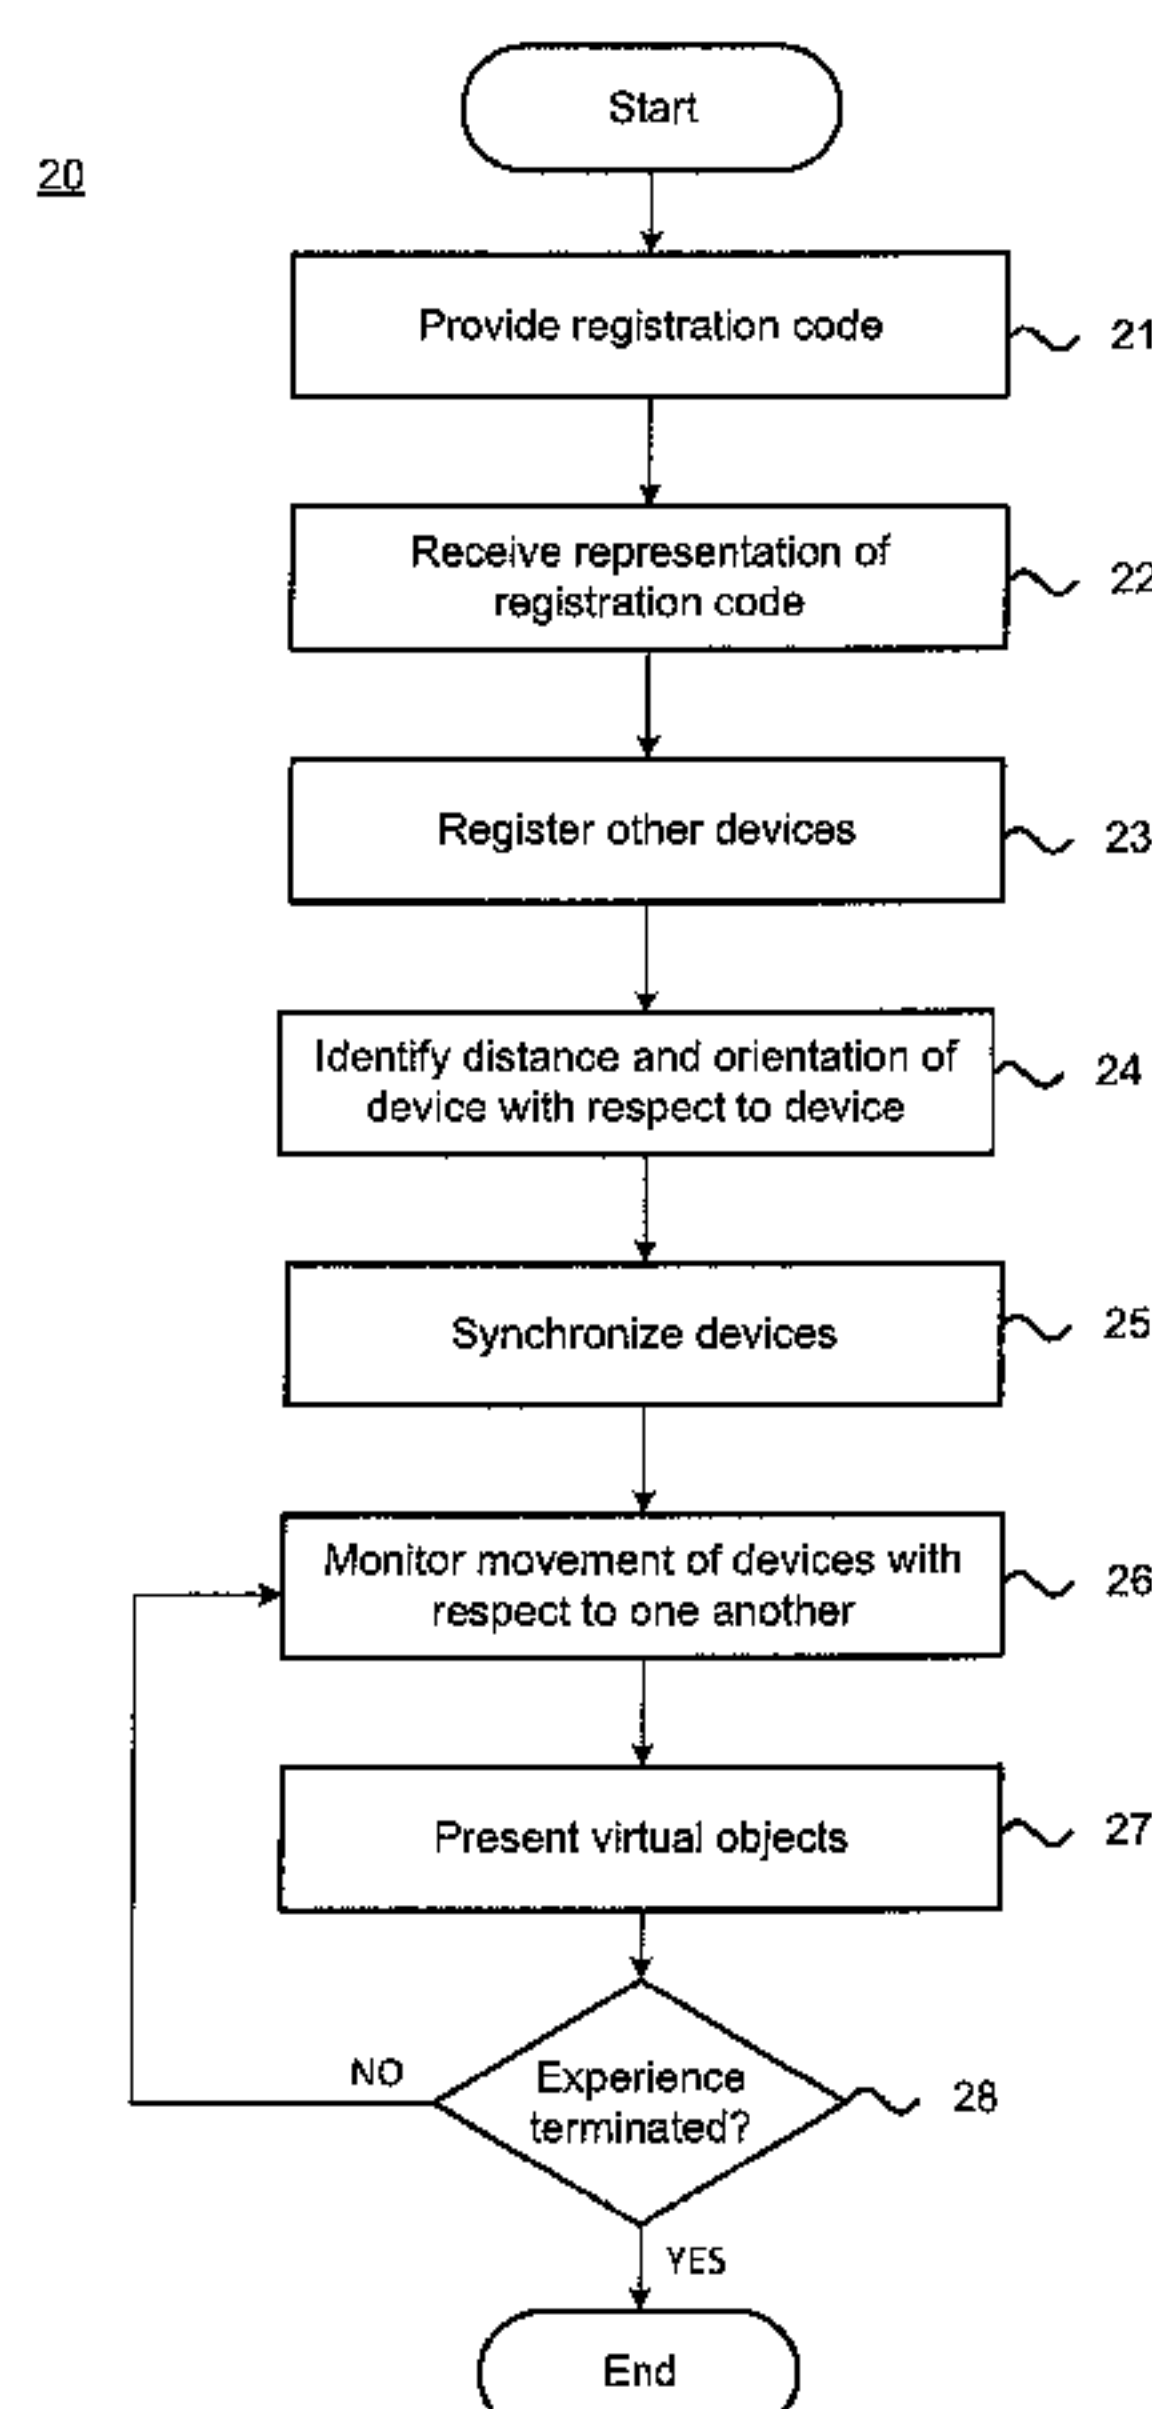 Start
20
Provide registration code
21
Receive representation of
registration code
22
Register other devices
23
Identify distance and orientation of
device with respect to device
24
Synchronize devices
25
Monitor movement of devices with
respect to one another
26
Present virtual objects
27
NO
Experience
terminated?
28
YES
End